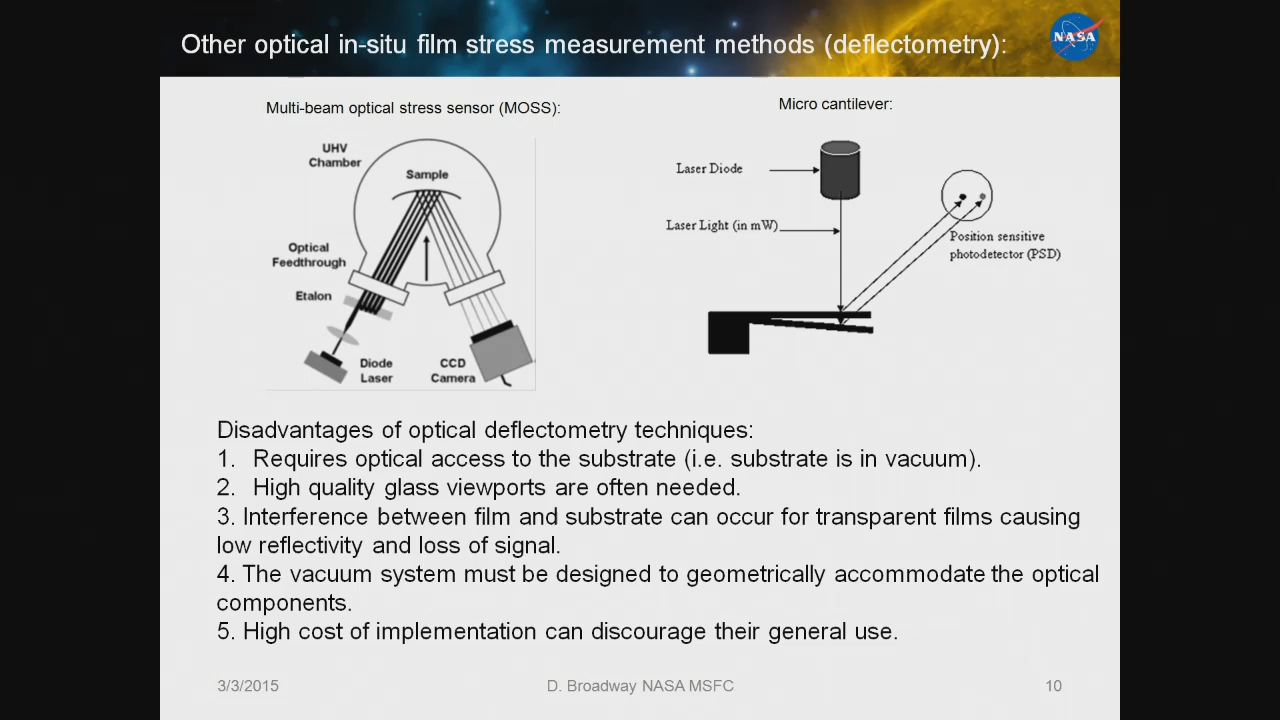 Other optical in-situ film stress measurement methods (deflectometry):
NASA
Multi-beam optical stress sensor (MOSS):
UHV
Chamber
Sample
Optical
Feedthrough
Etalon
Diode
Laser
CCD
Camera
Micro cantilever:
Laser Diode
Laser Light (in mW)
Position sensitive
photodetector (PSD)
Disadvantages of optical deflectometry techniques:
1. Requires optical access to the substrate (i.e. substrate is in vacuum).
2. High quality glass viewports are often needed.
3. Interference between film and substrate can occur for transparent films causing
low reflectivity and loss of signal.
4. The vacuum system must be designed to geometrically accommodate the optical
components.
5. High cost of implementation can discourage their general use.
3/3/2015
D. Broadway NASA MSFC
10